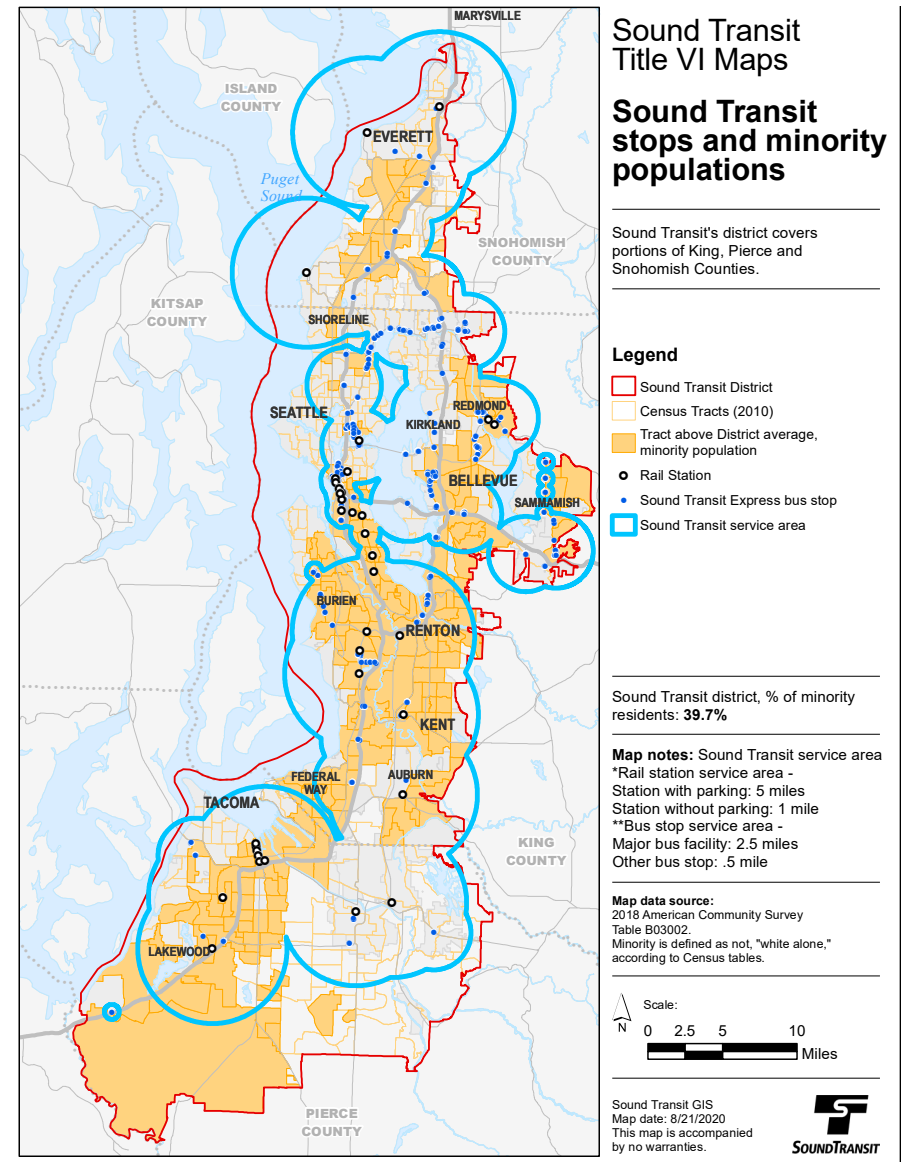 MARYSVILLE
ISLAND
COUNTY
EVERETT
Puget
Sound
SNOHOMISH
COUNTY
KITSAP
COUNTY
SHORELINE
SEATTLE
REDMOND
KIRKLAND
BELLEVUE
SAMMAMISH
BURIEN
RENTON
KENT
FEDERAL
WAY
AUBURN
TACOMA
KING
COUNTY
LAKEWOOD
PIERCE
COUNTY
Sound Transit
Title VI Maps
Sound Transit
stops and minority
populations
Sound Transit's district covers
portions of King, Pierce and
Snohomish Counties.
Legend
Sound Transit District
Census Tracts (2010)
Tract above District average,
minority population
Rail Station
Sound Transit Express bus stop
Sound Transit service area
Sound Transit district, % of minority
residents: 39.7%
Map notes: Sound Transit service area
*Rail station service area -
Station with parking: 5 miles
Station without parking: 1 mile
**Bus stop service area -
Major bus facility: 2.5 miles
Other bus stop: .5 mile
Map data source:
2018 American Community Survey
Table B03002.
Minority is defined as not, "white alone,"
according to Census tables.
Scale:
N
0 2.5 5 10
Miles
Sound Transit GIS
Map date: 8/21/2020
This map is accompanied
by no warranties.
SOUNDTRANSIT